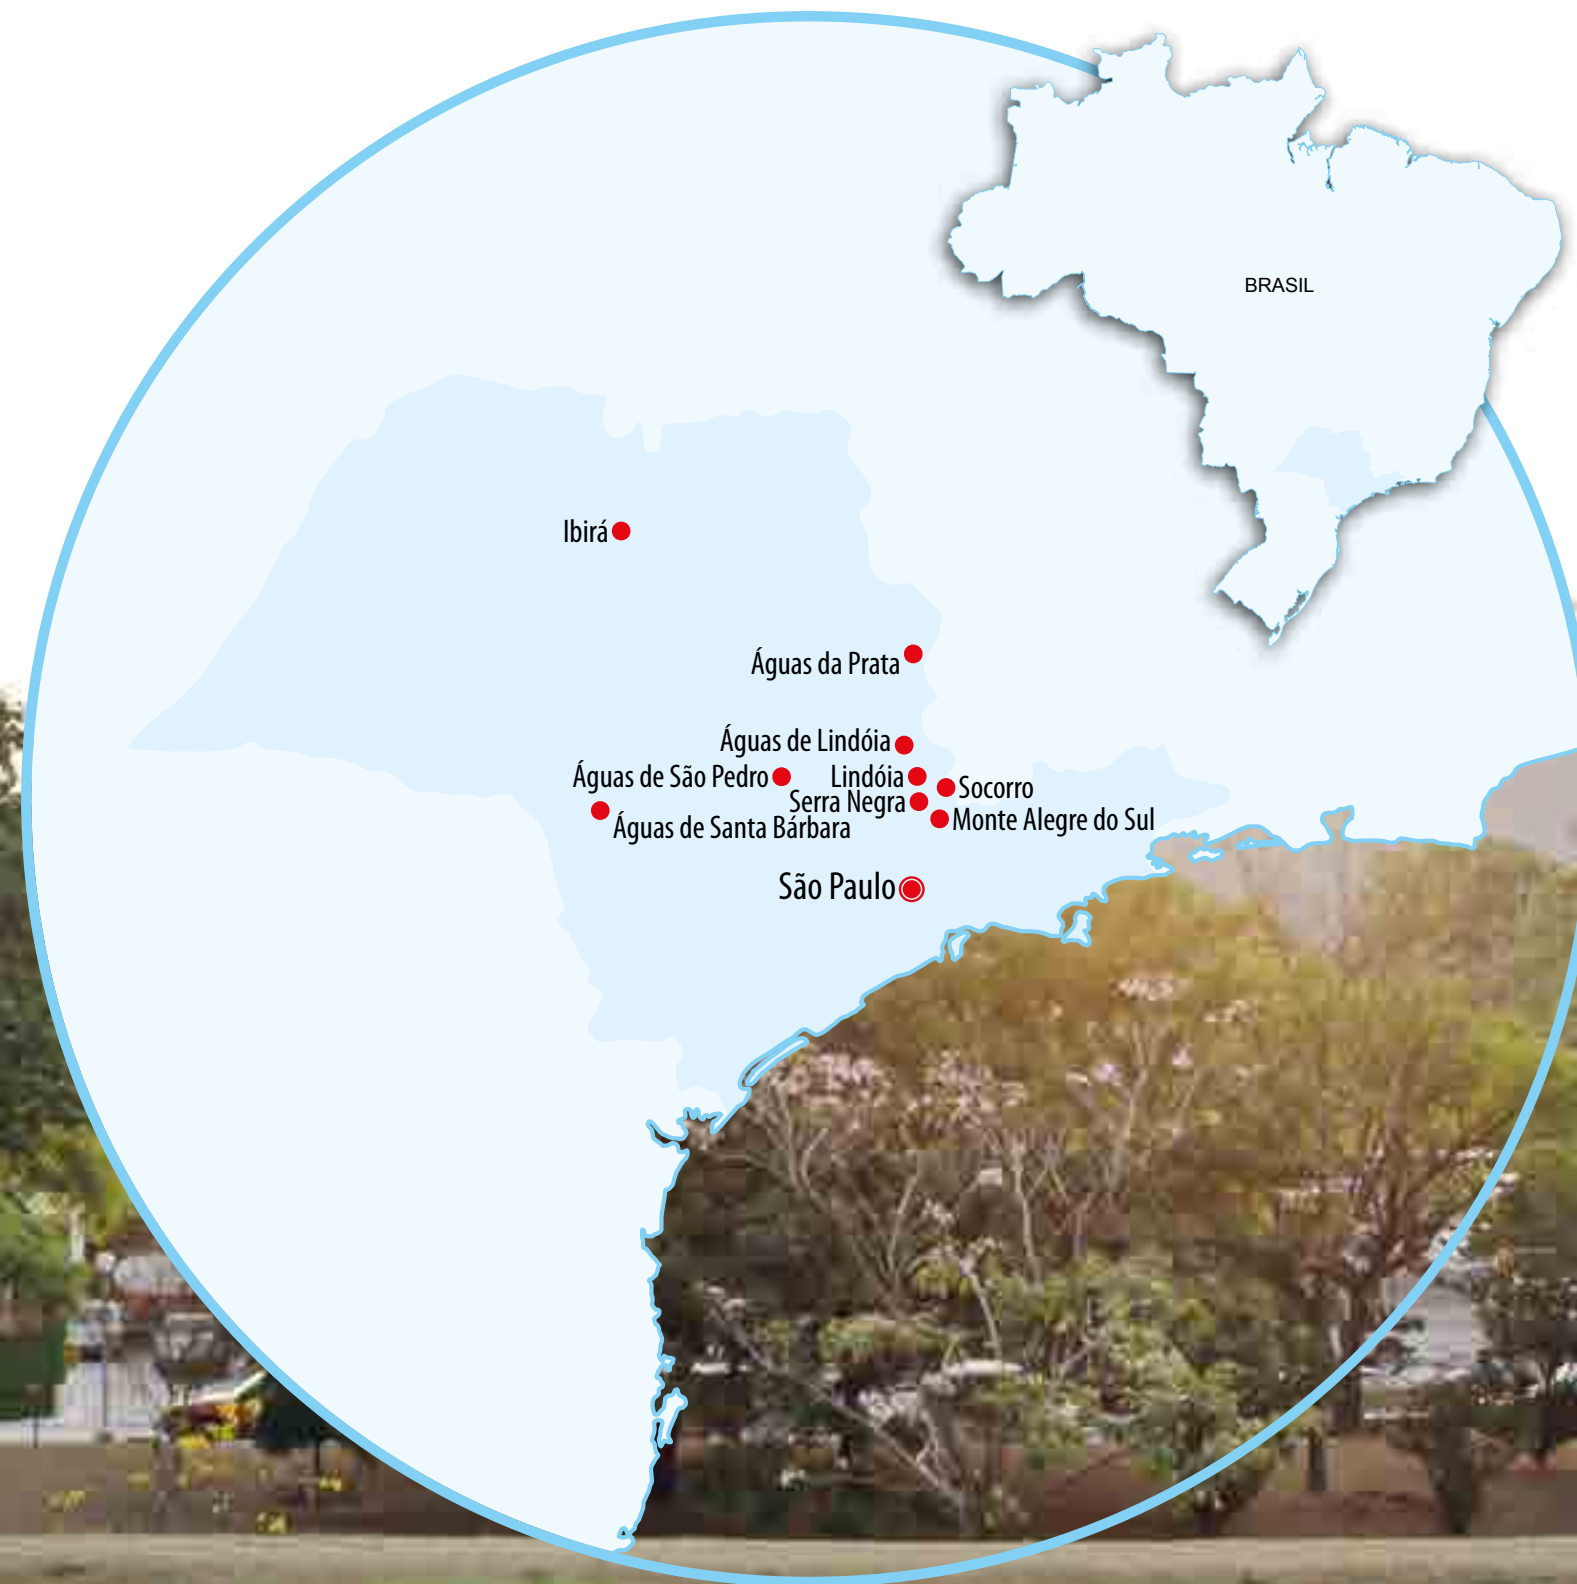 BRASIL
Ibirá
Águas da Prata
Águas de Lindóia
Águas de São Pedro
Lindóia
Socorro
Serra Negra
Monte Alegre do Sul
Águas de Santa Bárbara
São Paulo